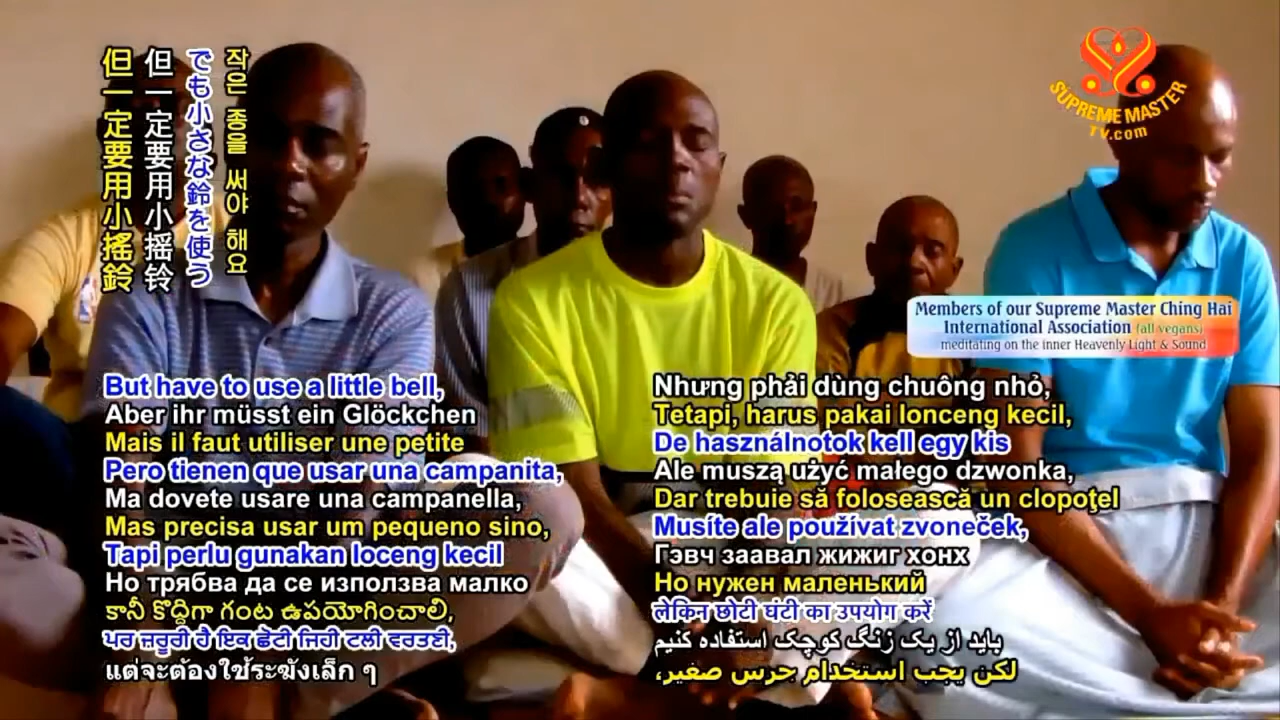 작은 종을 써야 해요
でも小さな鈴を使う
但一定要用小摇铃
但一定要用小搖鈴
SUPREME MASTER
TV.com
Members of our Supreme Master Ching Hai
International Association (all vegans)
meditating on the inner Heavenly Light & Sound
But have to use a little bell,
Aber ihr müsst ein Glöckchen
Mais il faut utiliser une petite
Pero tienen que usar una campanita,
Ma dovete usare una campanella,
Mas precisa usar um pequeno sino,
Tapi perlu gunakan loceng kecil
Но трябва да се използва малко
కానీ కొద్దిగా గంట ఉపయోగించాలి,
ਪਰ ਜ਼ਰੂਰੀ ਹੈ ਇਕ ਛੋਟੀ ਜਿਹੀ ਟਲੀ ਵਰਤਣੀ,
แต่จะต้องใช้ระฆังเล็ก ๆ
Nhưng phải dùng chuông nhỏ,
Tetapi, harus pakai lonceng kecil,
De használnotok kell egy kis
Ale muszą użyć małego dzwonka,
Dar trebuie să folosească un clopoţel
Musíte ale používat zvoneček,
Гэвч заавал жижиг хонх
Но нужен маленький
लेकिन छोटी घंटी का उपयोग करें
باید از یک زنگ کوچک استفاده کنیم
لكن يجب استخدام جرس صغير،